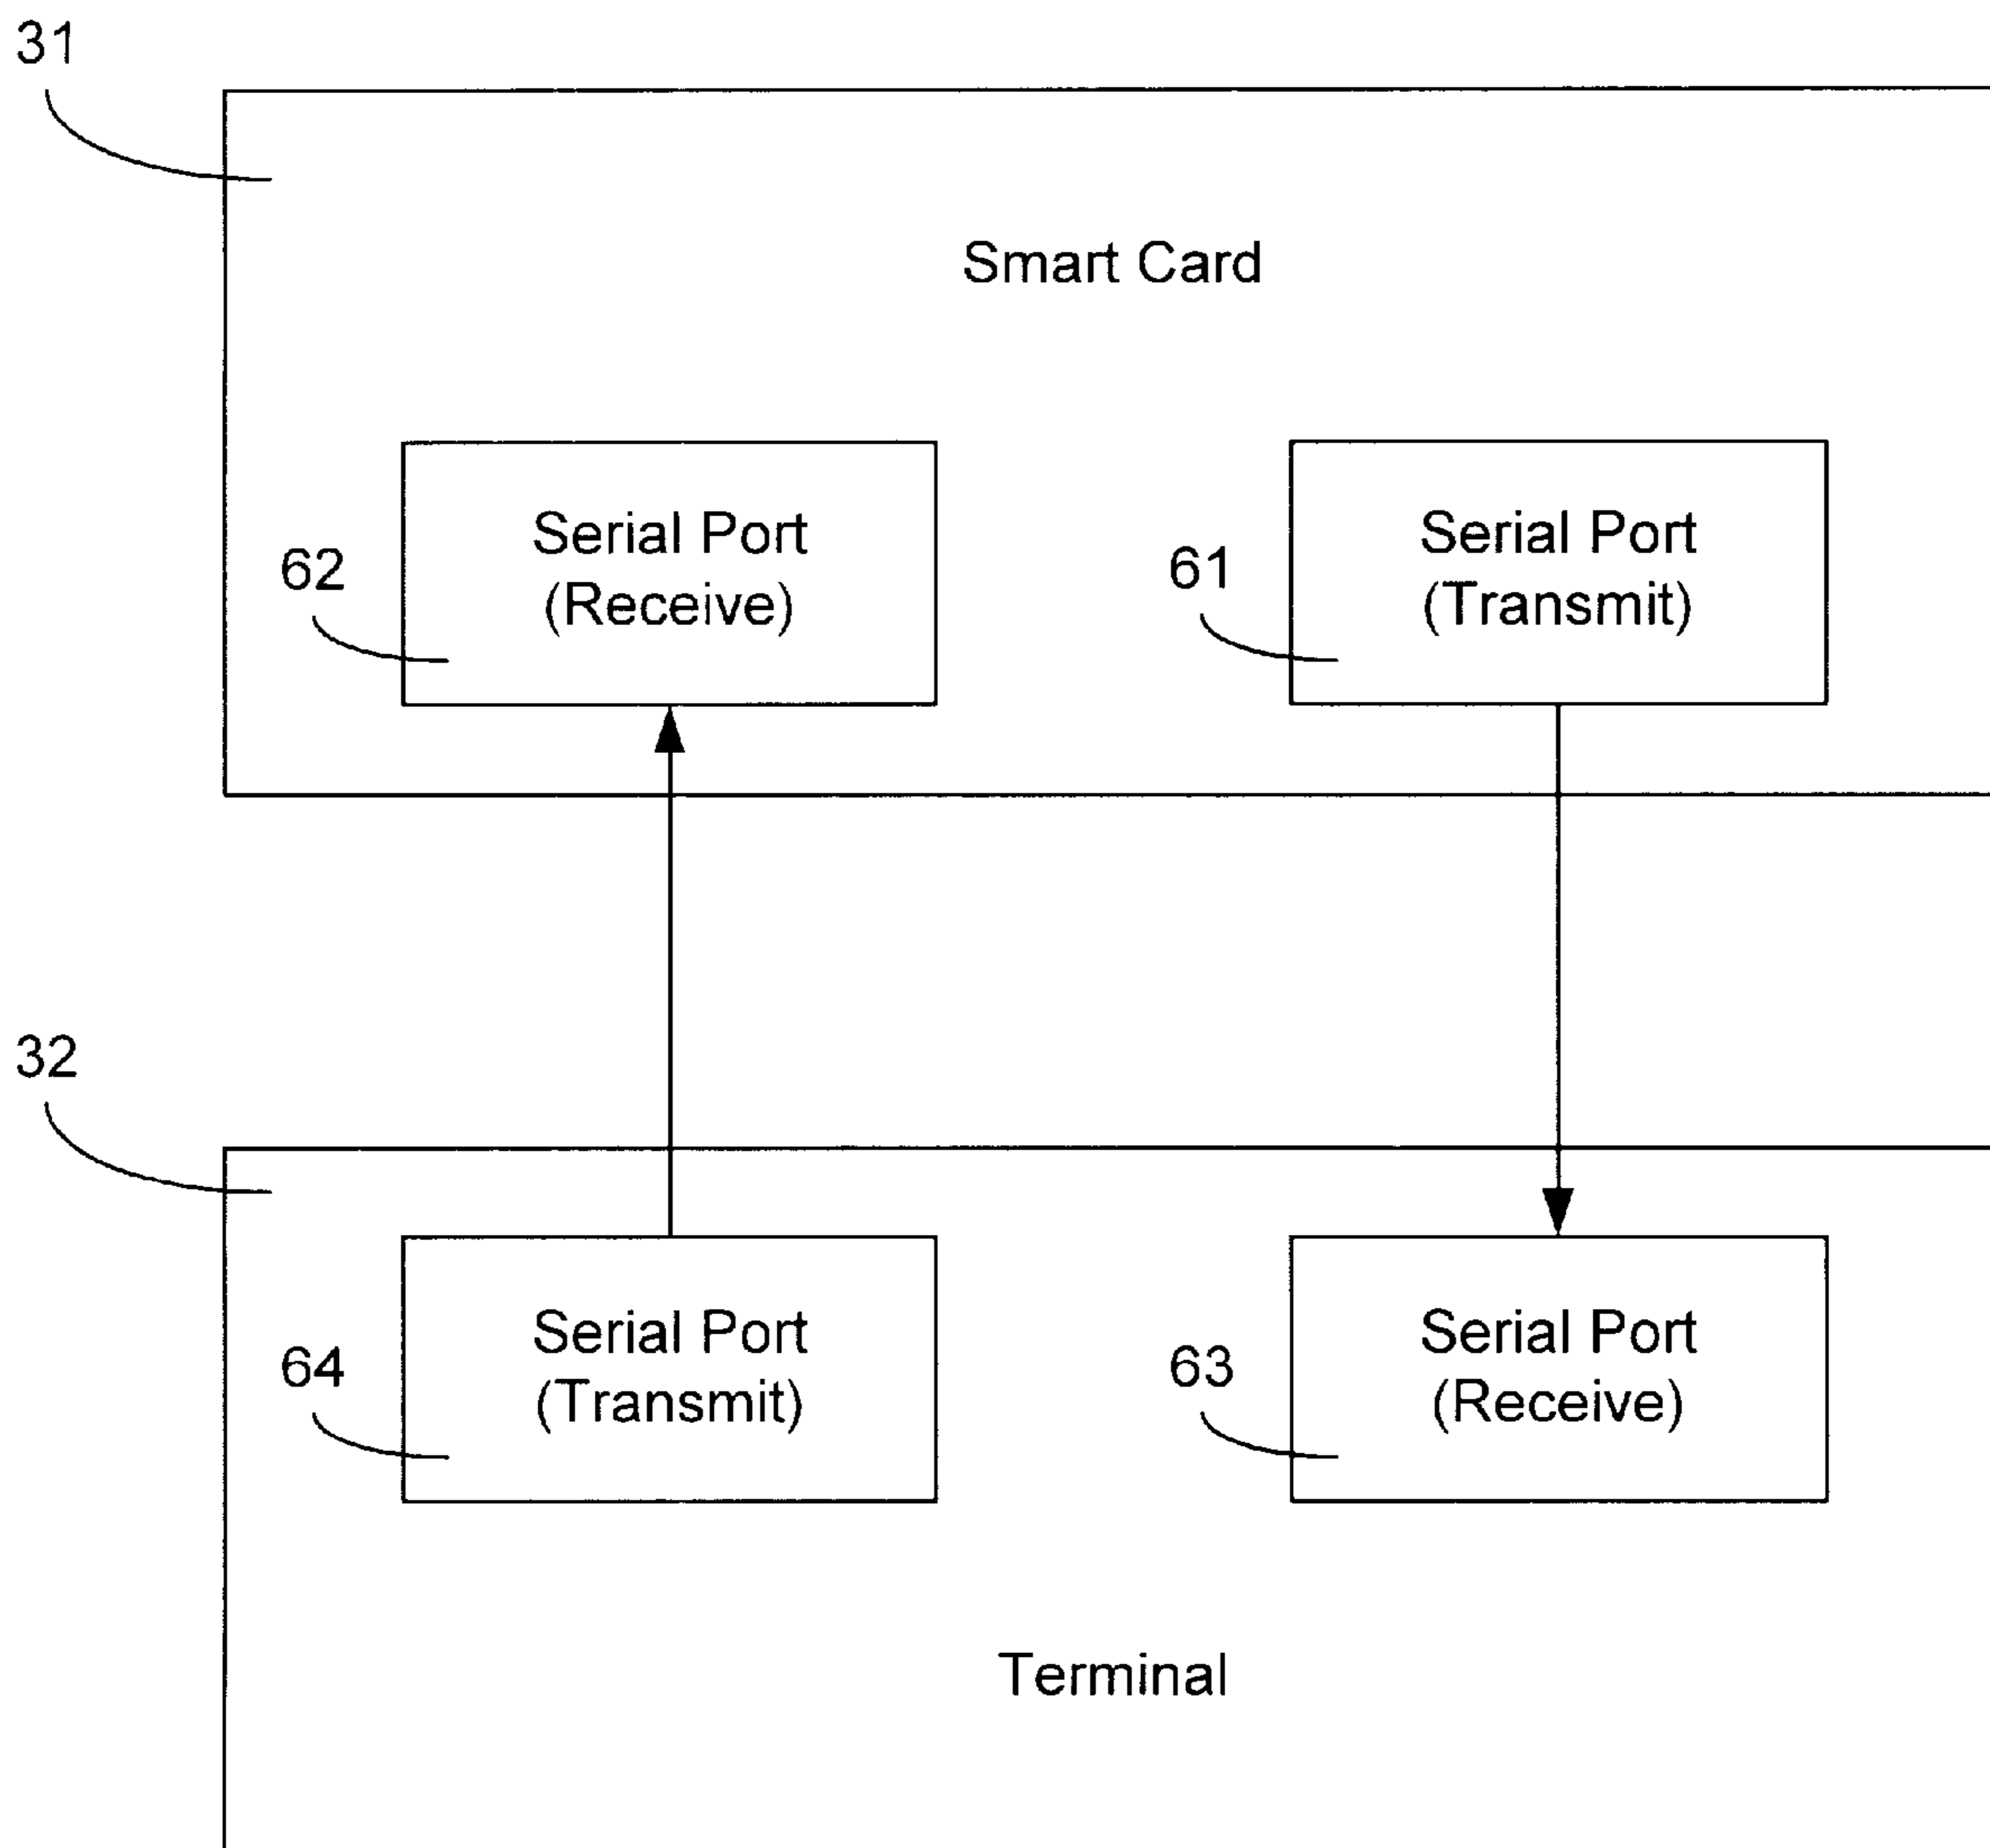 31
Smart Card
62
Serial Port
(Receive)
61
Serial Port
(Transmit)
32
64
Serial Port
(Transmit)
63
Serial Port
(Receive)
Terminal